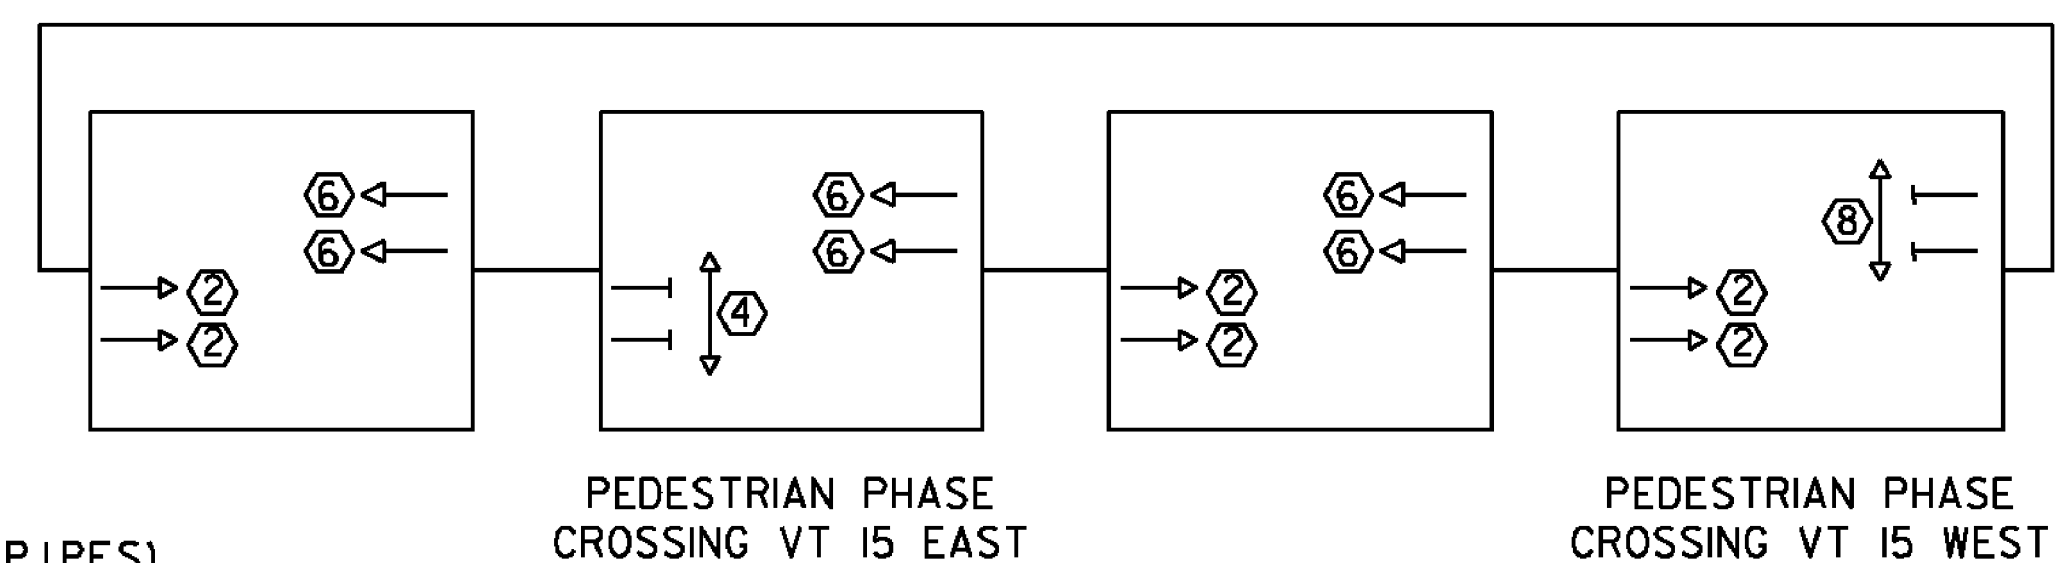 6 6 6
6 6 6 8
2 2 2
2 4 2 2
PEDESTRIAN PHASE PEDESTRIAN PHASE
CROSSING VT 15 EAST CROSSING VT 15 WEST